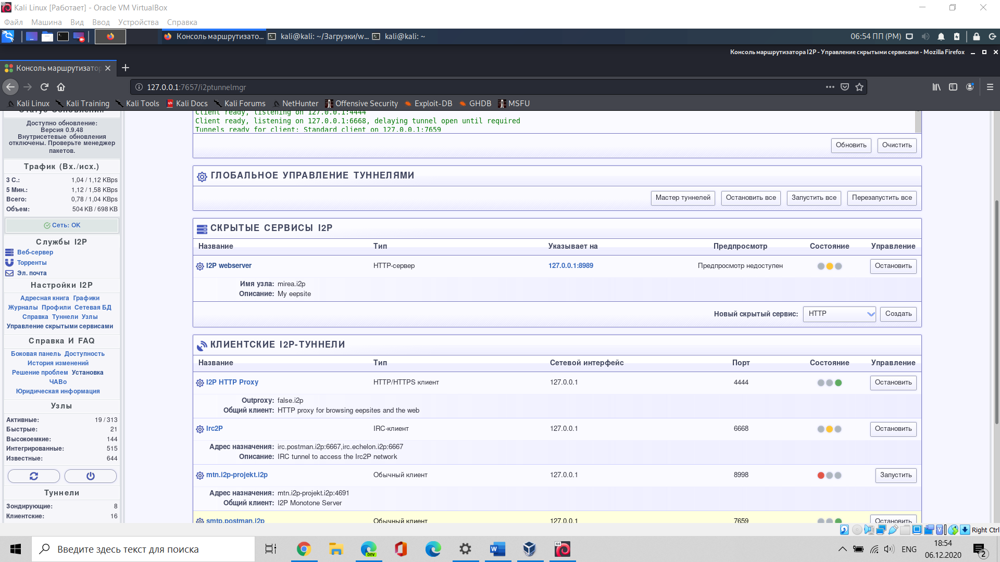 Kali Linux [Работает] - Oracle VM VirtualBox
Файл Машина Вид Ввод Устройства Справка
Консоль маршрутизато... kali@kali: ~/Загрузки/w... kali@kali: ~ 06:54 ПП (PM)
Консоль маршрутизатора I2P - Управление скрытыми сервисами - Mozilla Firefox
Консоль маршрутизатор
127.0.0.1:7657/i2ptunnelmgr
Kali Linux Kali Training Kali Tools Kali Docs Kali Forums NetHunter Offensive Security Exploit-DB GHDB MSFU
Статус Обновления
Доступно обновление:
Версия 0.9.48
Внутрисетевые обновления
отключены. Проверьте менеджер
пакетов.
Трафик (Вх./исх.)
3 С.: 1,04 / 1,12 KBps
5 Мин.: 1,12 / 1,58 KBps
Всего: 0,78 / 1,04 KBps
Объем: 504 KB / 698 KB
Сеть: OK
Службы I2P
Веб-сервер
Торренты
Эл. почта
Настройки I2P
Адресная книга Графики
Журналы Профили Сетевая БД
Справка Туннели Узлы
Управление скрытыми сервисами
Справка И FAQ
Боковая панель Доступность
История изменений
Решение проблем Установка
ЧАВо
Юридическая информация
Узлы
Активные: 19 / 313
Быстрые: 21
Высокоемкие: 144
Интегрированные: 515
Известные: 644
Туннели
Зондирующие: 8
Клиентские: 16
Client ready, listening on 127.0.0.1:4444
Client ready, listening on 127.0.0.1:6668, delaying tunnel open until required
Tunnels ready for client: Standard client on 127.0.0.1:7659
Обновить Очистить
ГЛОБАЛЬНОЕ УПРАВЛЕНИЕ ТУННЕЛЯМИ
Мастер туннелей Остановить все Запустить все Перезапустить все
СКРЫТЫЕ СЕРВИСЫ I2P
Название Тип Указывает на Предпросмотр Состояние Управление
I2P webserver HTTP-сервер 127.0.0.1:8989 Предпросмотр недоступен Остановить
Имя узла: mirea.i2p
Описание: My eepsite
Новый скрытый сервис: HTTP Создать
КЛИЕНТСКИЕ I2P-ТУННЕЛИ
Название Тип Сетевой интерфейс Порт Состояние Управление
I2P HTTP Proxy HTTP/HTTPS клиент 127.0.0.1 4444 Остановить
Outproxy: false.i2p
Общий клиент: HTTP proxy for browsing eepsites and the web
Irc2P IRC-клиент 127.0.0.1 6668 Остановить
Адрес назначения: irc.postman.i2p:6667,irc.echelon.i2p:6667
Описание: IRC tunnel to access the Irc2P network
mtn.i2p-projekt.i2p Обычный клиент 127.0.0.1 8998 Запустить
Адрес назначения: mtn.i2p-projekt.i2p:4691
Общий клиент: I2P Monotone Server
smtp.postman.i2p Обычный клиент 127.0.0.1 7659 Остановить
Right Ctrl
Введите здесь текст для поиска
DEV
64
ENG
18:54
06.12.2020
2